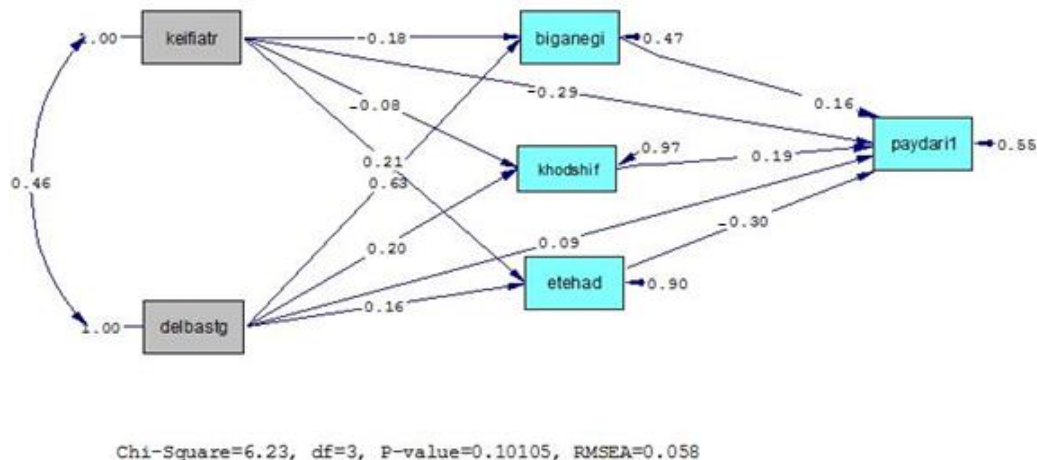 1.00
keifiatr
-0.18
biganegi
0.47
-0.08
-0.29
0.16
paydari1
0.55
0.97
0.19
khodshif
0.21
0.63
0.46
0.20
0.09
-0.30
0.16
etehad
0.90
1.00
delbastg
Chi-Square=6.23, df=3, P-value=0.10105, RMSEA=0.058